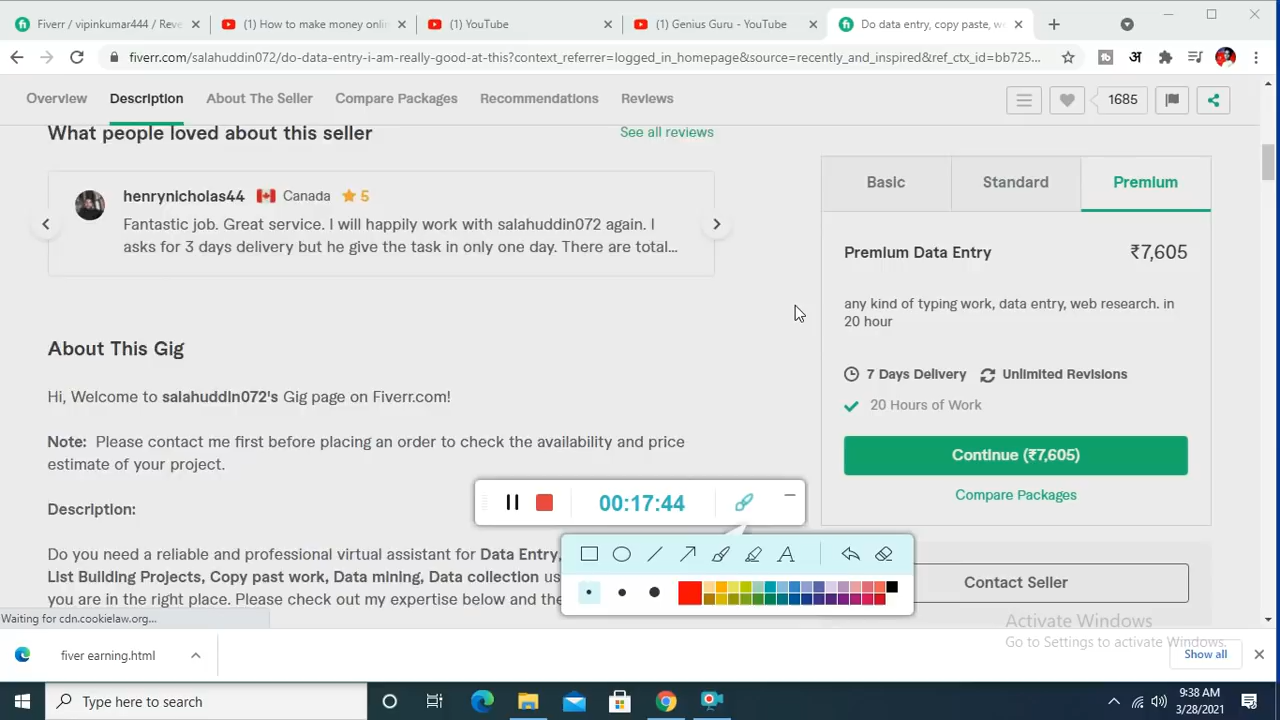 Fiverr / vipinkumar444 / Reve
(1) How to make money onli
(1) YouTube
(1) Genius Guru - YouTube
Do data entry, copy paste, w
fiverr.com/salahuddin072/do-data-entry-i-am-really-good-at-this?context_referrer=logged_in_homepage&source=recently_and_inspired&ref_ctx_id=bb725...
Overview
Description
About The Seller
Compare Packages
Recommendations
Reviews
1685
What people loved about this seller
See all reviews
henrynicholas44
Canada
5
Fantastic job. Great service. I will happily work with salahuddin072 again. I
asks for 3 days delivery but he give the task in only one day. There are total...
Basic
Standard
Premium
Premium Data Entry
₹7,605
any kind of typing work, data entry, web research. in
20 hour
7 Days Delivery
Unlimited Revisions
20 Hours of Work
Continue (₹7,605)
Compare Packages
Contact Seller
About This Gig
Hi, Welcome to salahuddIn072's Gig page on Fiverr.com!
Note: Please contact me first before placing an order to check the availability and price
estimate of your project.
Description:
Do you need a reliable and professional virtual assistant for Data Entry,
List Building Projects, Copy past work, Data mining, Data collection us
you are in the right place. Please check out my expertise below and the
00:17:44
A
Waiting for cdn.cookielaw.org...
Activate Windows
Go to Settings to activate Windows.
fiver earning.html
Show all
Type here to search
9:38 AM
3/28/2021